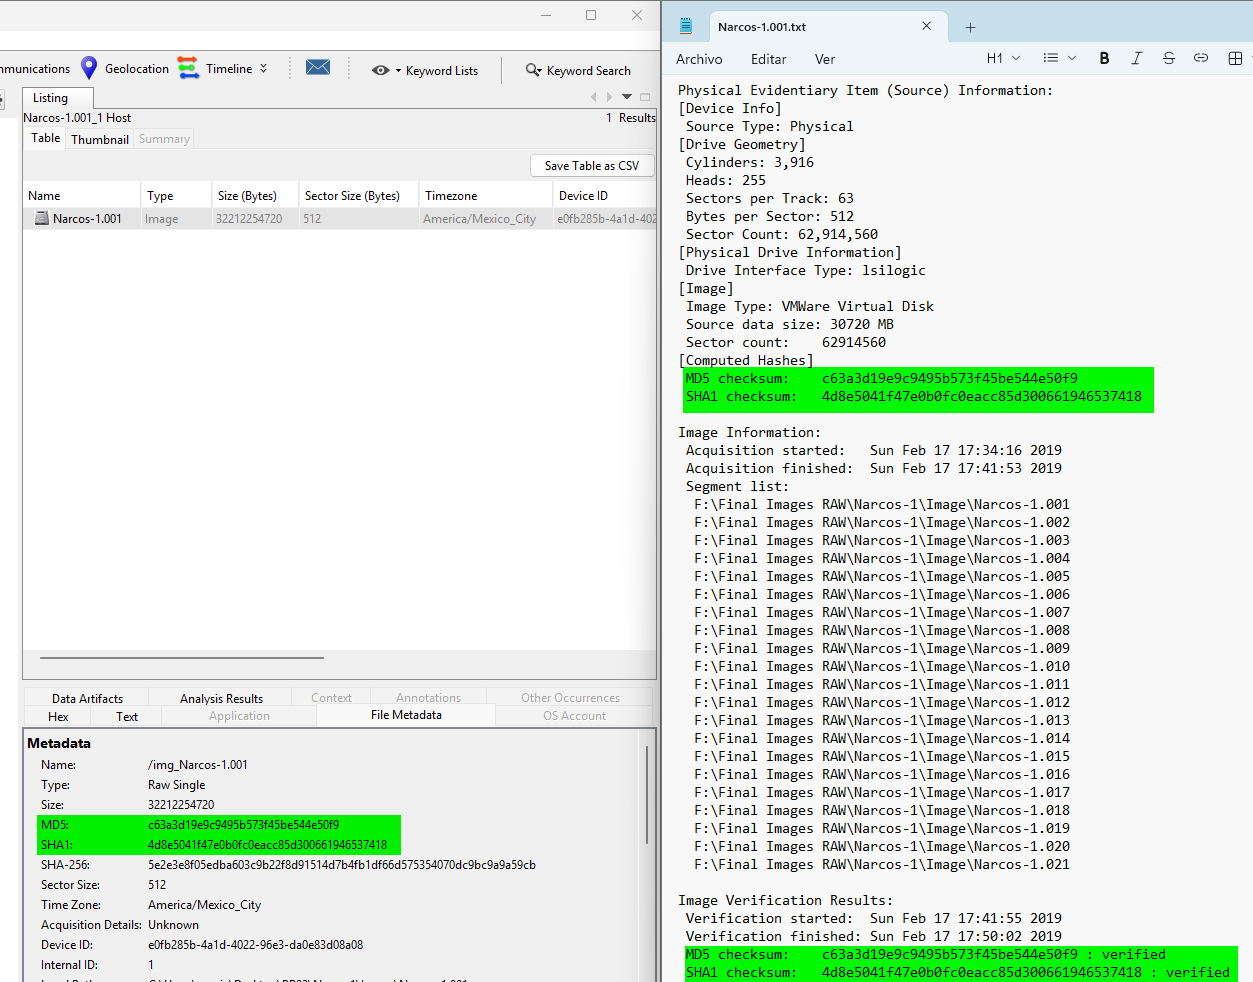 mmunications Geolocation Timeline Keyword Lists Keyword Search
Listing
Narcos-1.001_1 Host
1 Results
Table Thumbnail Summary
Save Table as CSV
Name Type Size (Bytes) Sector Size (Bytes) Timezone Device ID
Narcos-1.001 Image 32212254720 512 America/Mexico_City e0fb285b-4a1d-402
Data Artifacts Analysis Results Context Annotations Other Occurrences
Hex Text Application File Metadata OS Account
Metadata
Name: /img_Narcos-1.001
Type: Raw Single
Size: 32212254720
MD5: c63a3d19e9c9495b573f45be544e50f9
SHA1: 4d8e5041f47e0b0fc0eacc85d300661946537418
SHA-256: 5e2e3e8f05edba603c9b22f8d91514d7b4fb1df66d575354070dc9bc9a9a59cb
Sector Size: 512
Time Zone: America/Mexico_City
Acquisition Details: Unknown
Device ID: e0fb285b-4a1d-4022-96e3-da0e83d08a08
Internal ID: 1
Narcos-1.001.txt
Archivo Editar Ver H1 B I S
Physical Evidentiary Item (Source) Information:
[Device Info]
Source Type: Physical
[Drive Geometry]
Cylinders: 3,916
Heads: 255
Sectors per Track: 63
Bytes per Sector: 512
Sector Count: 62,914,560
[Physical Drive Information]
Drive Interface Type: lsilogic
[Image]
Image Type: VMWare Virtual Disk
Source data size: 30720 MB
Sector count: 62914560
[Computed Hashes]
MD5 checksum: c63a3d19e9c9495b573f45be544e50f9
SHA1 checksum: 4d8e5041f47e0b0fc0eacc85d300661946537418
Image Information:
Acquisition started: Sun Feb 17 17:34:16 2019
Acquisition finished: Sun Feb 17 17:41:53 2019
Segment list:
F:\Final Images RAW\Narcos-1\Image\Narcos-1.001
F:\Final Images RAW\Narcos-1\Image\Narcos-1.002
F:\Final Images RAW\Narcos-1\Image\Narcos-1.003
F:\Final Images RAW\Narcos-1\Image\Narcos-1.004
F:\Final Images RAW\Narcos-1\Image\Narcos-1.005
F:\Final Images RAW\Narcos-1\Image\Narcos-1.006
F:\Final Images RAW\Narcos-1\Image\Narcos-1.007
F:\Final Images RAW\Narcos-1\Image\Narcos-1.008
F:\Final Images RAW\Narcos-1\Image\Narcos-1.009
F:\Final Images RAW\Narcos-1\Image\Narcos-1.010
F:\Final Images RAW\Narcos-1\Image\Narcos-1.011
F:\Final Images RAW\Narcos-1\Image\Narcos-1.012
F:\Final Images RAW\Narcos-1\Image\Narcos-1.013
F:\Final Images RAW\Narcos-1\Image\Narcos-1.014
F:\Final Images RAW\Narcos-1\Image\Narcos-1.015
F:\Final Images RAW\Narcos-1\Image\Narcos-1.016
F:\Final Images RAW\Narcos-1\Image\Narcos-1.017
F:\Final Images RAW\Narcos-1\Image\Narcos-1.018
F:\Final Images RAW\Narcos-1\Image\Narcos-1.019
F:\Final Images RAW\Narcos-1\Image\Narcos-1.020
F:\Final Images RAW\Narcos-1\Image\Narcos-1.021
Image Verification Results:
Verification started: Sun Feb 17 17:41:55 2019
Verification finished: Sun Feb 17 17:50:02 2019
MD5 checksum: c63a3d19e9c9495b573f45be544e50f9 : verified
SHA1 checksum: 4d8e5041f47e0b0fc0eacc85d300661946537418 : verified